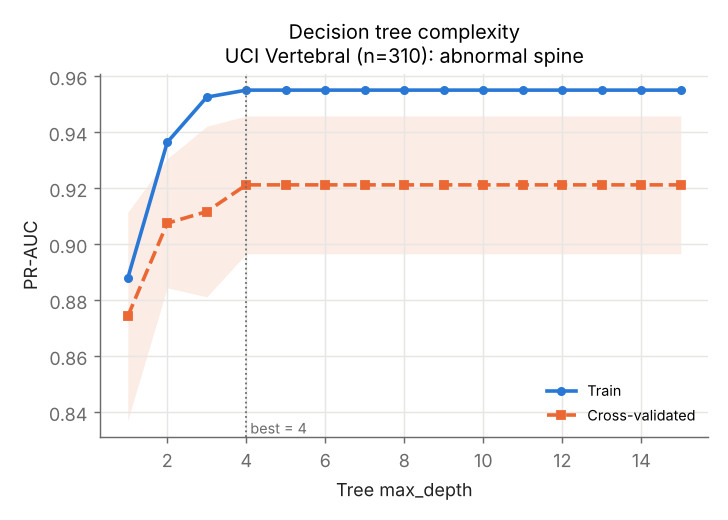 Decision tree complexity
UCI Vertebral (n=310): abnormal spine
PR-AUC
0.96
0.94
0.92
0.90
0.88
0.86
0.84
best = 4
Train
Cross-validated
2 4 6 8 10 12 14
Tree max_depth